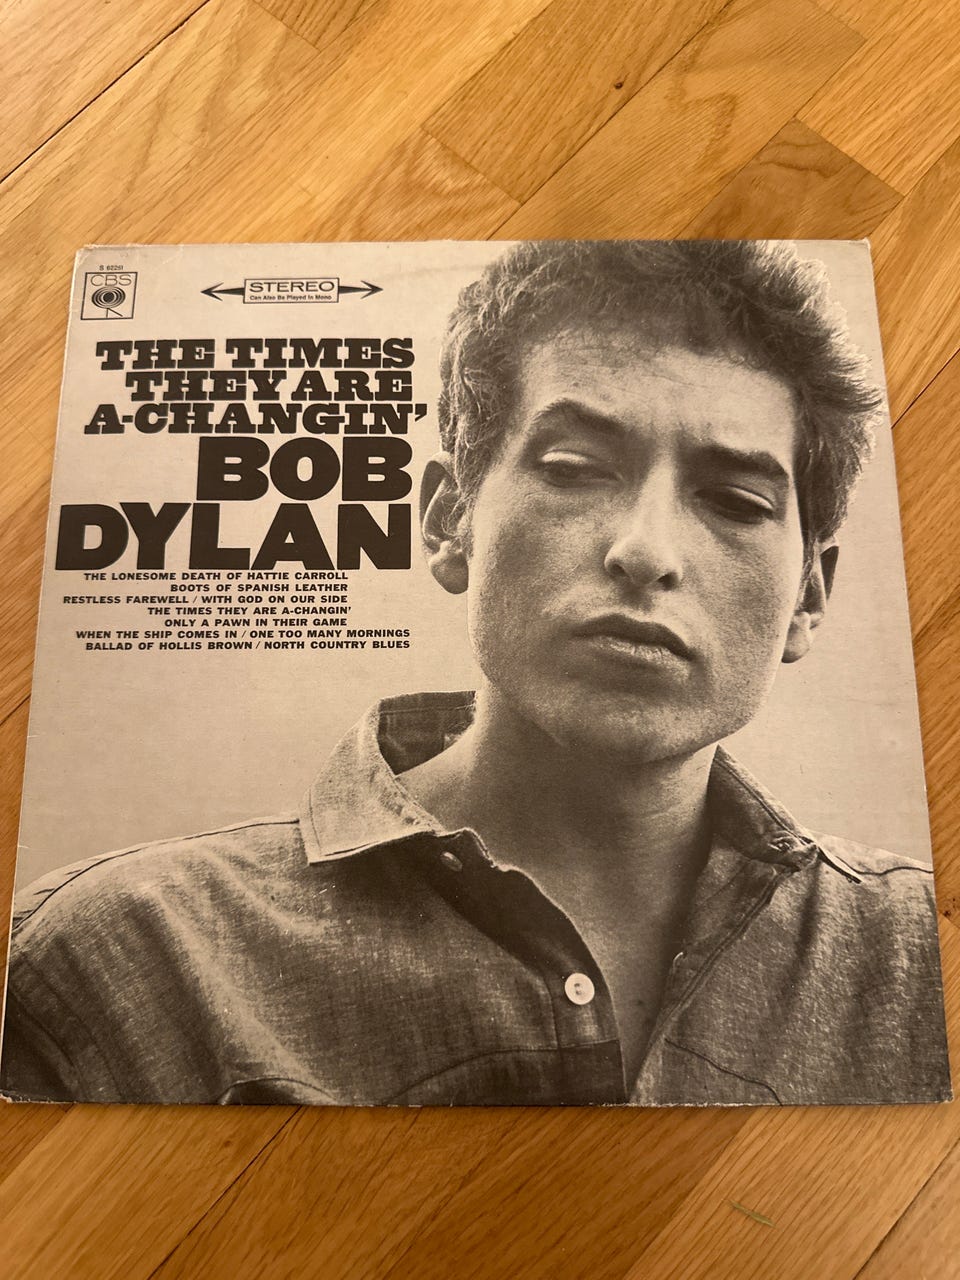 S 62251
CBS
STEREO
Can Also Be Played In Mono
THE TIMES
THEY ARE
A-CHANGIN'
BOB
DYLAN
THE LONESOME DEATH OF HATTIE CARROLL
BOOTS OF SPANISH LEATHER
RESTLESS FAREWELL / WITH GOD ON OUR SIDE
THE TIMES THEY ARE A-CHANGIN'
ONLY A PAWN IN THEIR GAME
WHEN THE SHIP COMES IN / ONE TOO MANY MORNINGS
BALLAD OF HOLLIS BROWN / NORTH COUNTRY BLUES